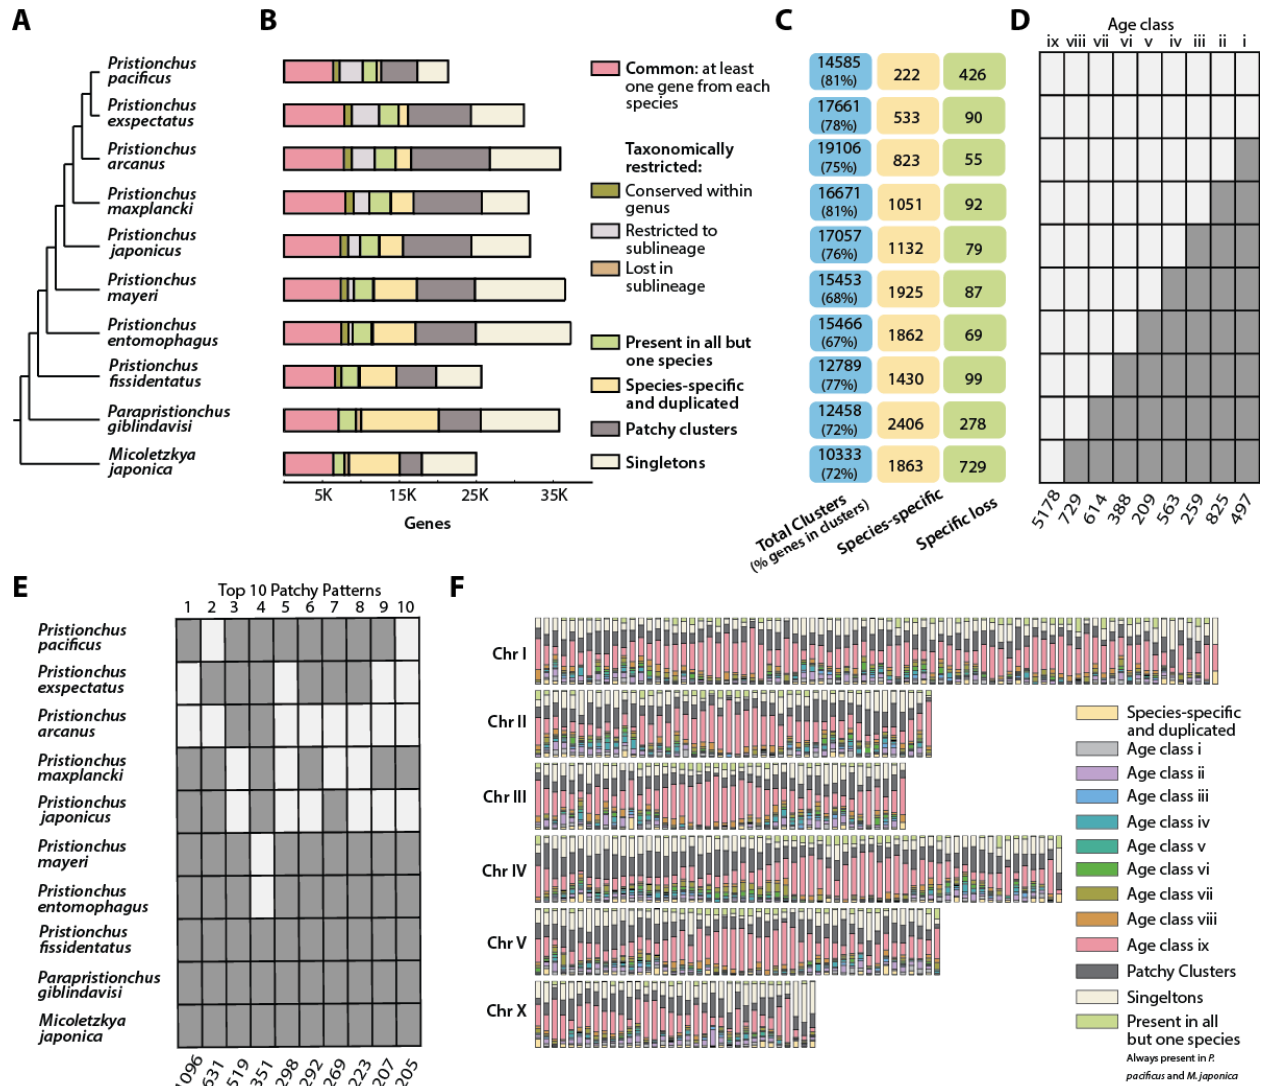 A
B
C
D
Pristionchus
pacificus
Pristionchus
exspectatus
Pristionchus
arcanus
Pristionchus
maxplancki
Pristionchus
japonicus
Pristionchus
mayeri
Pristionchus
entomophagus
Pristionchus
fissidentatus
Parapristionchus
giblindavisi
Micoletzkya
japonica
5K
15K
25K
35K
Genes
Common: at least
one gene from each
species
Taxonomically
restricted:
Conserved within
genus
Restricted to
sublineage
Lost in
sublineage
Present in all but
one species
Species-specific
and duplicated
Patchy clusters
Singletons
14585
(81%)
222
426
17661
(78%)
533
90
19106
(75%)
823
55
16671
(81%)
1051
92
17057
(76%)
1132
79
15453
(68%)
1925
87
15466
(67%)
1862
69
12789
(77%)
1430
99
12458
(72%)
2406
278
10333
(72%)
1863
729
Total Clusters
(% genes in clusters)
Species-specific
Specific loss
Age class
ix viii vii vi v iv iii ii i
5178 729 614 388 209 563 259 825 497
E
Top 10 Patchy Patterns
1 2 3 4 5 6 7 8 9 10
Pristionchus
pacificus
Pristionchus
exspectatus
Pristionchus
arcanus
Pristionchus
maxplancki
Pristionchus
japonicus
Pristionchus
mayeri
Pristionchus
entomophagus
Pristionchus
fissidentatus
Parapristionchus
giblindavisi
Micoletzkya
japonica
1096 631 519 351 298 292 269 223 207 205
F
Chr I
Chr II
Chr III
Chr IV
Chr V
Chr X
Species-specific
and duplicated
Age class i
Age class ii
Age class iii
Age class iv
Age class v
Age class vi
Age class vii
Age class viii
Age class ix
Patchy Clusters
Singeltons
Present in all
but one species
Always present in P.
pacificus and M. japonica